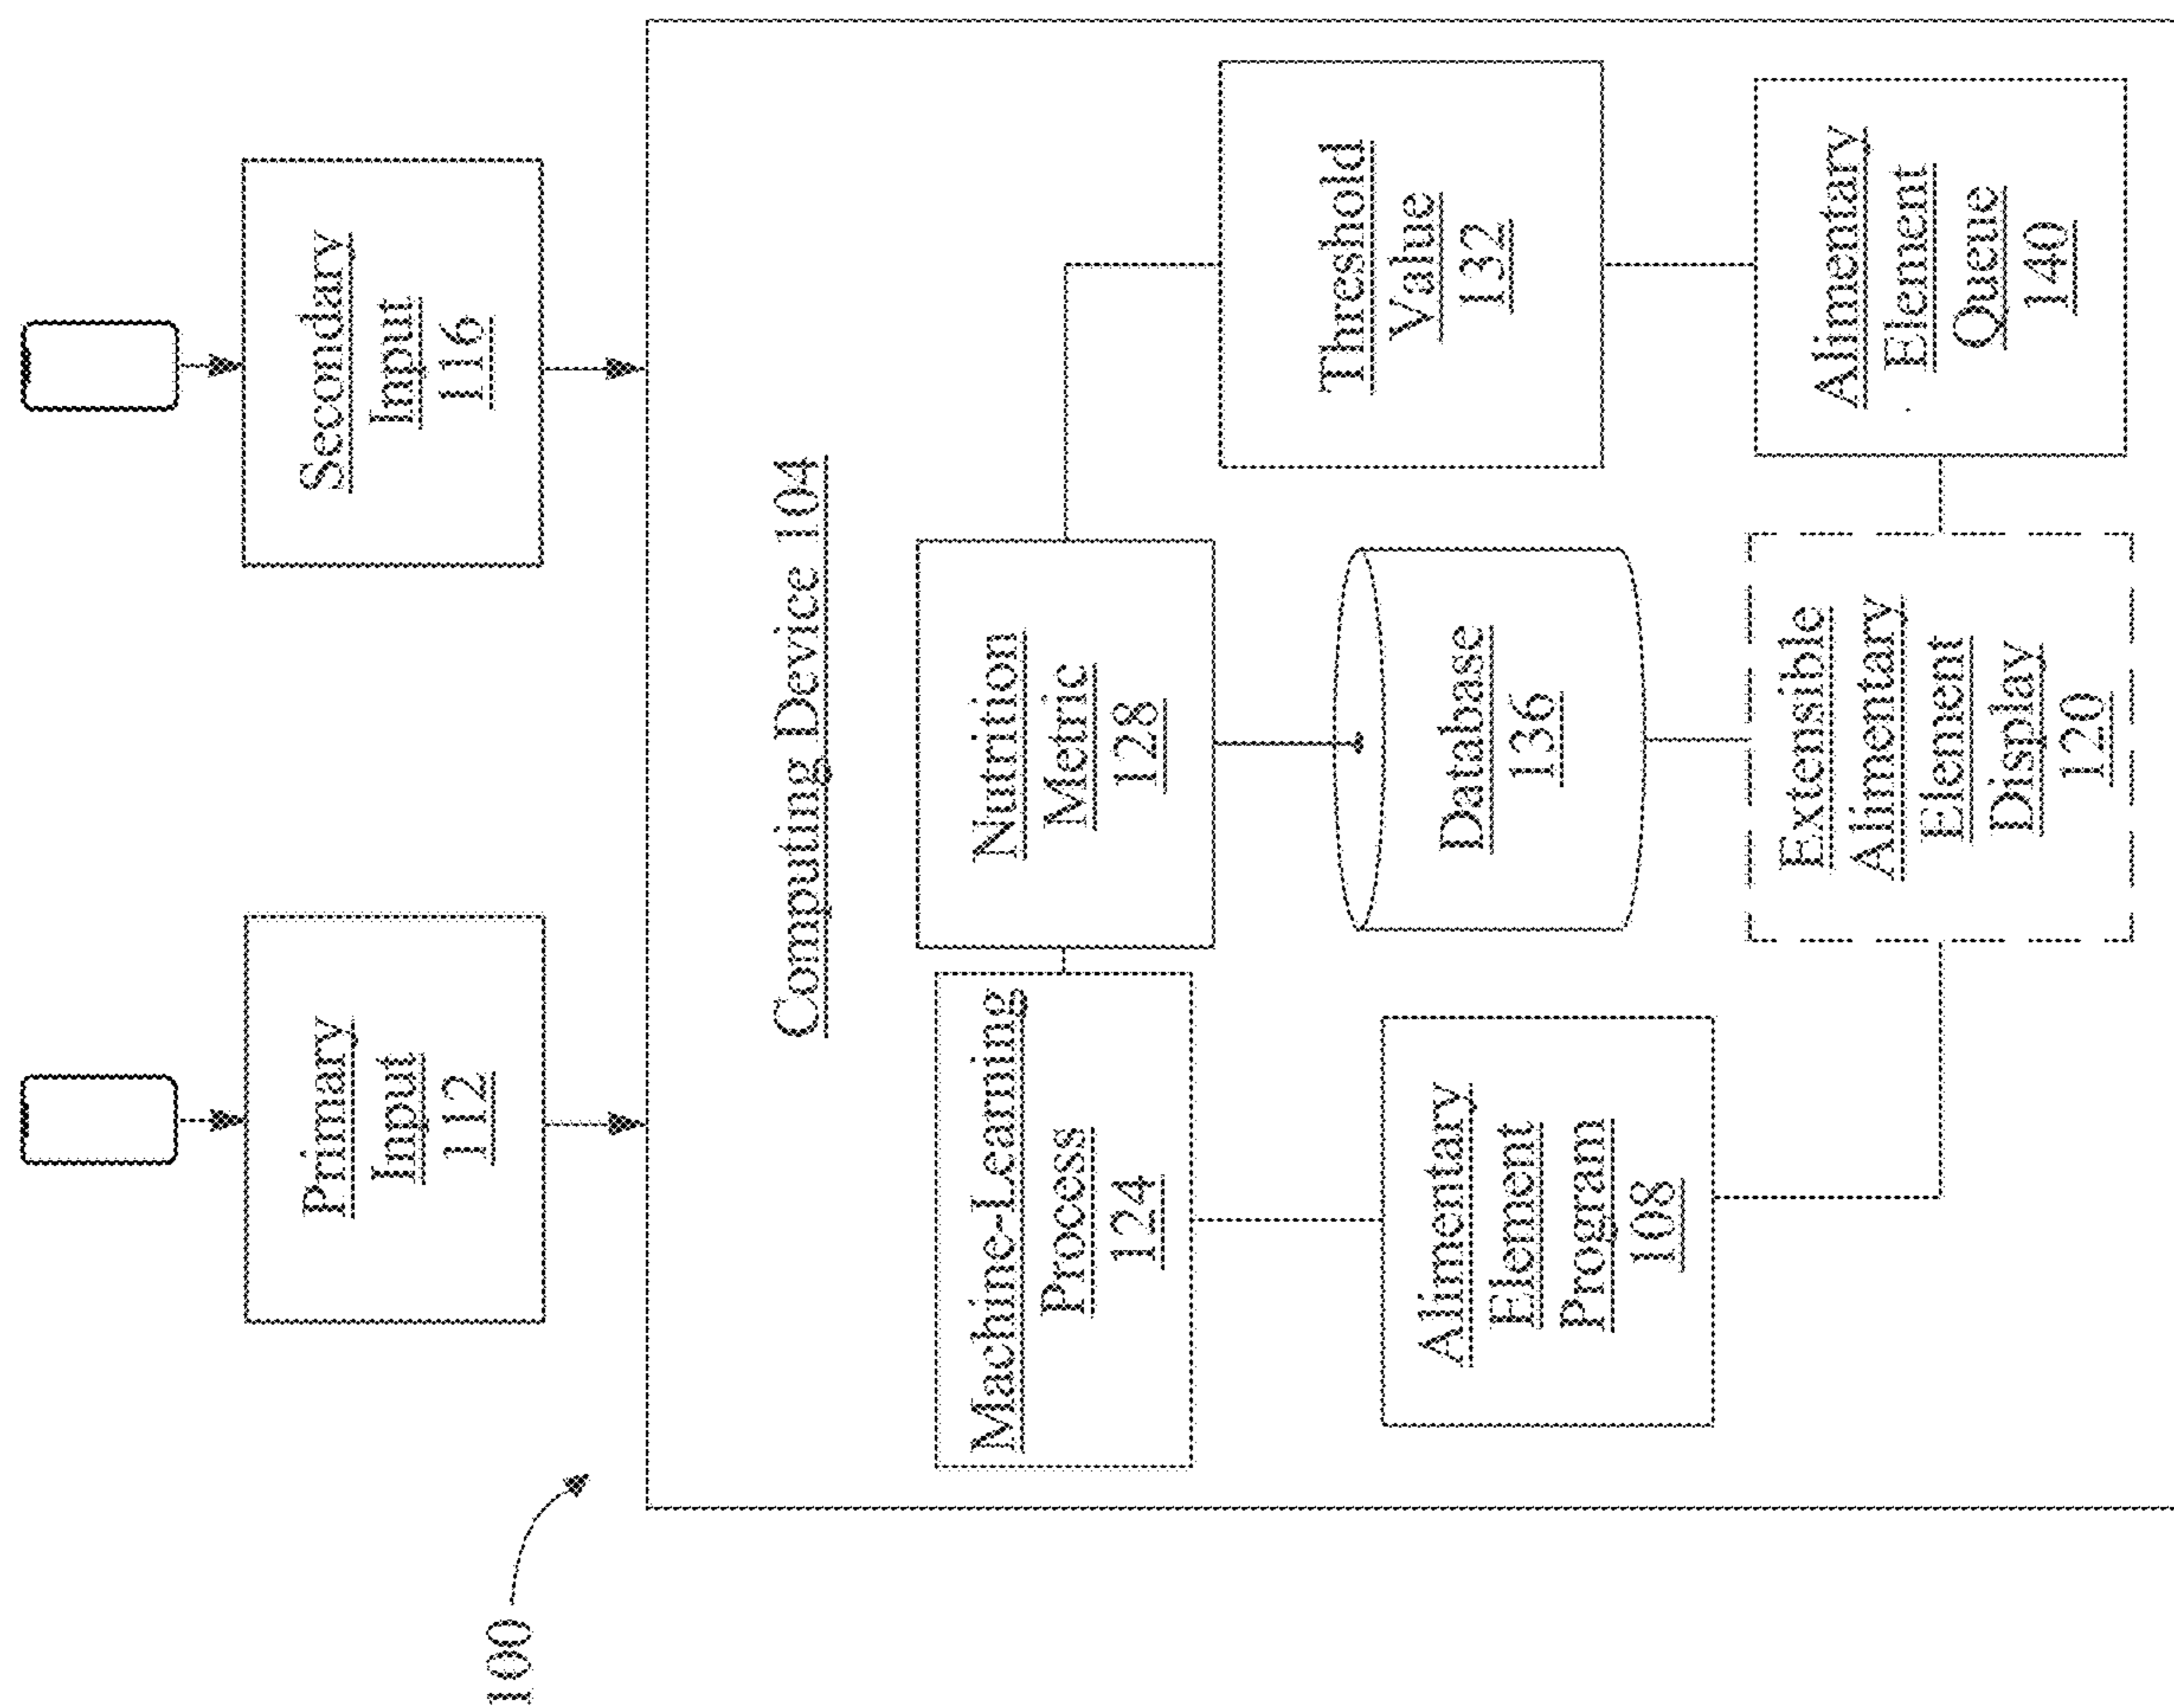 100
Primary
Input
112
Secondary
Input
116
Computing Device 104
Machine-Learning
Process
124
Nutrition
Metric
128
Threshold
Value
132
Alimentary
Element
Program
108
Database
136
Extensible
Alimentary
Element
Display
120
Alimentary
Element
Queue
140